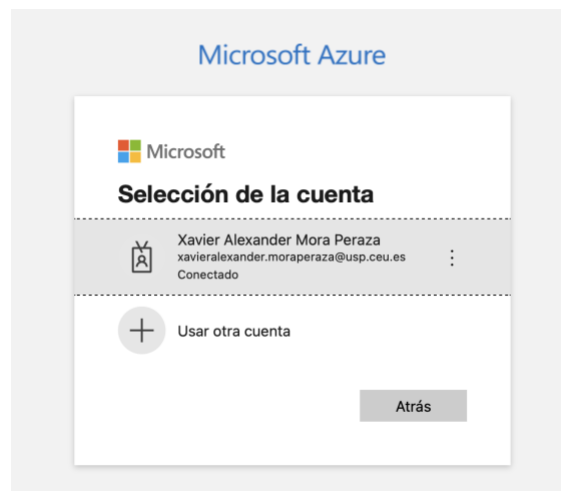 Microsoft Azure
Microsoft
Selección de la cuenta
Xavier Alexander Mora Peraza
xavieralexander.moraperaza@usp.ceu.es
Conectado
Usar otra cuenta
Atrás